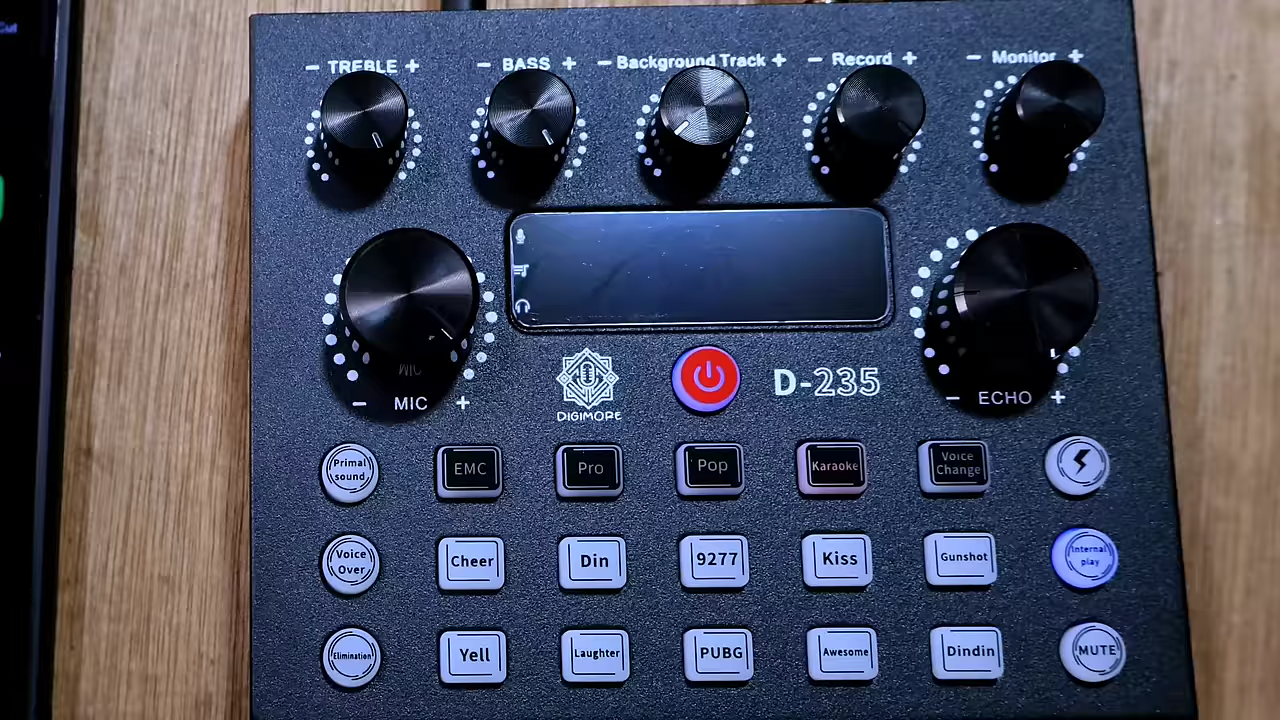 - TREBLE +
- BASS +
- Background Track +
- Record +
- Monitor +
MIC
- MIC +
DIGIMORE
D-235
- ECHO +
Primal
sound
EMC
Pro
Pop
Karaoke
Voice
Change
Voice
Over
Cheer
Din
9277
Kiss
Gunshot
Internal
play
Elimination
Yell
Laughter
PUBG
Awesome
Dindin
MUTE